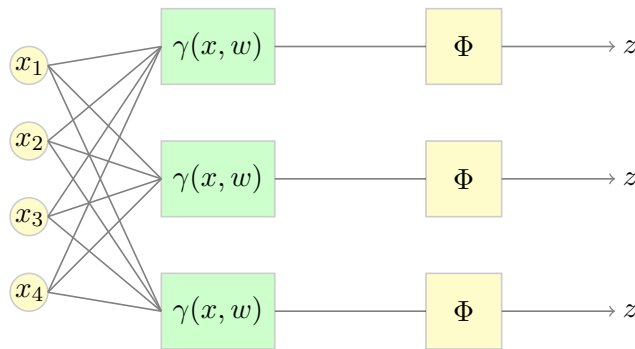 x₁
x₂
x₃
x₄
γ(x, w) Φ z
γ(x, w) Φ z
γ(x, w) Φ z